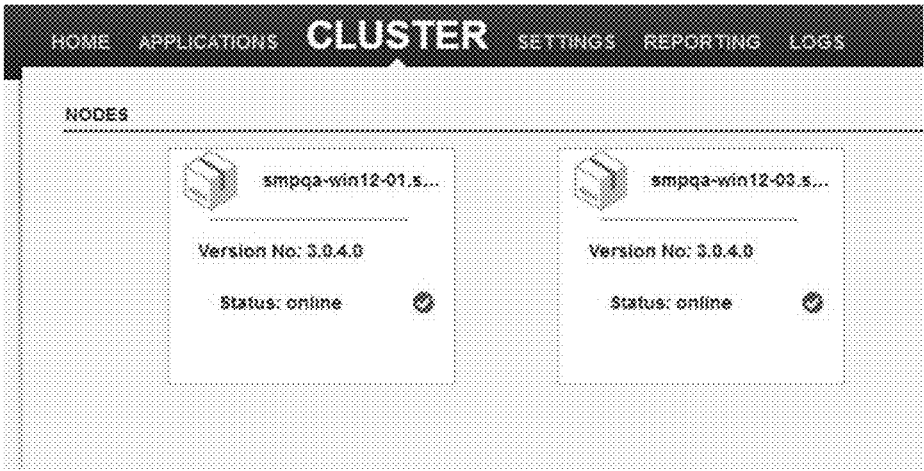 HOME APPLICATIONS CLUSTER SETTINGS REPORTING LOGS
NODES
smpqa-win12-01.s... smpqa-win12-03.s...
Version No: 3.0.4.0 Version No: 3.0.4.0
Status: online Status: online